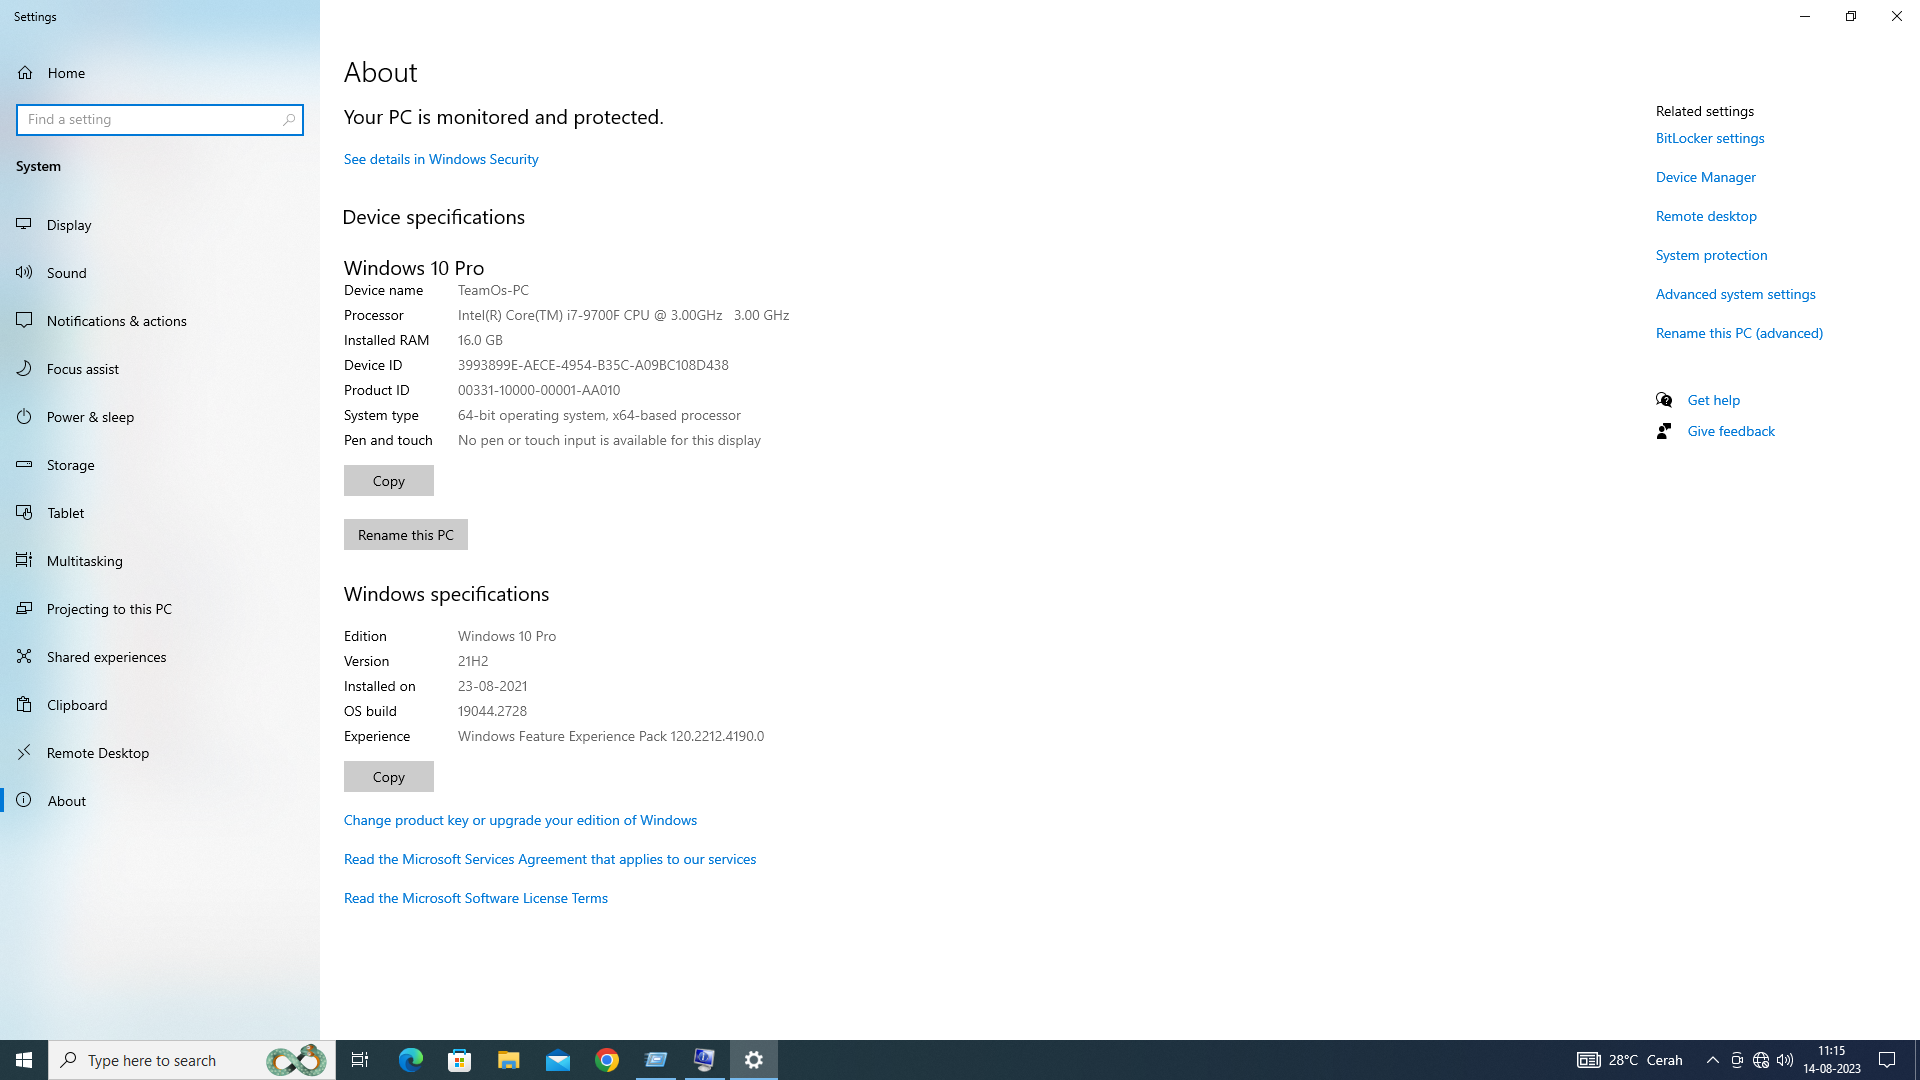 Settings
Home
Find a setting
System
Display
Sound
Notifications & actions
Focus assist
Power & sleep
Storage
Tablet
Multitasking
Projecting to this PC
Shared experiences
Clipboard
Remote Desktop
About
About
Your PC is monitored and protected.
See details in Windows Security
Device specifications
Windows 10 Pro
Device name TeamOs-PC
Processor Intel(R) Core(TM) i7-9700F CPU @ 3.00GHz 3.00 GHz
Installed RAM 16.0 GB
Device ID 3993899E-AECE-4954-B35C-A09BC108D438
Product ID 00331-10000-00001-AA010
System type 64-bit operating system, x64-based processor
Pen and touch No pen or touch input is available for this display
Copy
Rename this PC
Windows specifications
Edition Windows 10 Pro
Version 21H2
Installed on 23-08-2021
OS build 19044.2728
Experience Windows Feature Experience Pack 120.2212.4190.0
Copy
Change product key or upgrade your edition of Windows
Read the Microsoft Services Agreement that applies to our services
Read the Microsoft Software License Terms
Related settings
BitLocker settings
Device Manager
Remote desktop
System protection
Advanced system settings
Rename this PC (advanced)
Get help
Give feedback
Type here to search
28°C Cerah
11:15
14-08-2023